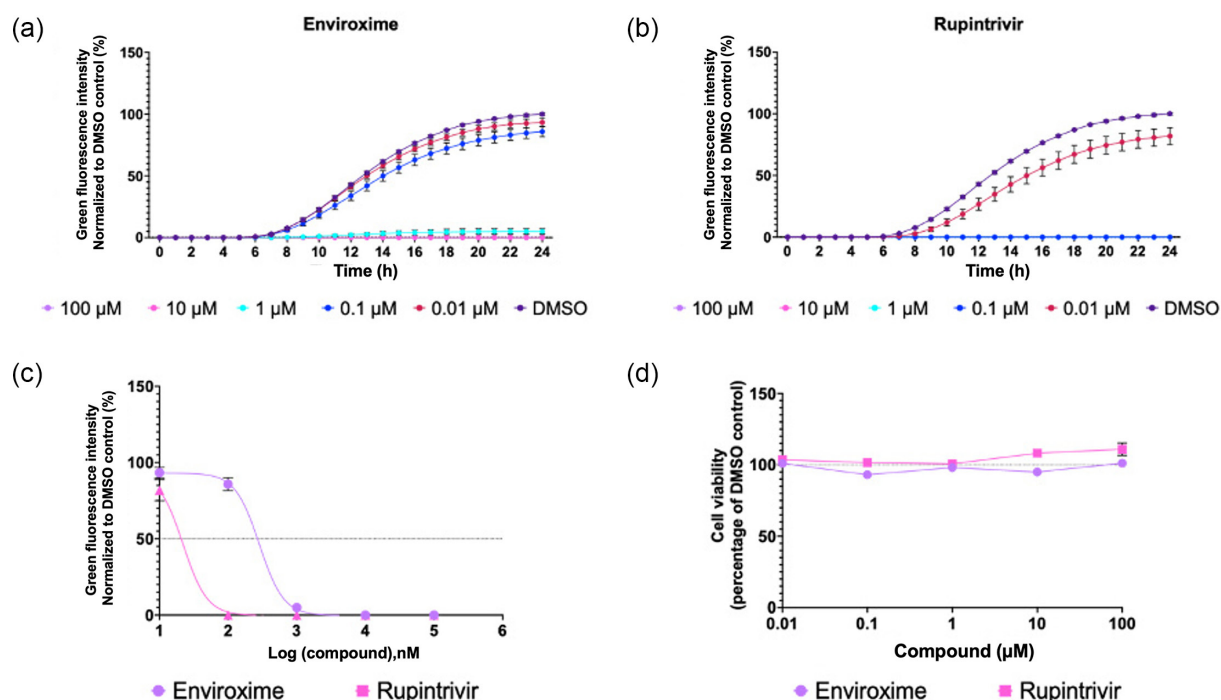 (a)
Enviroxime
Green fluorescence intensity
Normalized to DMSO control (%)
150
100
50
0
0 2 4 6 8 10 12 14 16 18 20 22 24
Time (h)
100 µM 10 µM 1 µM 0.1 µM 0.01 µM DMSO
(b)
Rupintrivir
Green fluorescence intensity
Normalized to DMSO control (%)
150
100
50
0
0 2 4 6 8 10 12 14 16 18 20 22 24
Time (h)
100 µM 10 µM 1 µM 0.1 µM 0.01 µM DMSO
(c)
Green fluorescence intensity
Normalized to DMSO control (%)
150
100
50
0
1 2 3 4 5 6
Log (compound),nM
Enviroxime Rupintrivir
(d)
Cell viability
(percentage of DMSO control)
150
100
50
0
0.01 0.1 1 10 100
Compound (µM)
Enviroxime Rupintrivir